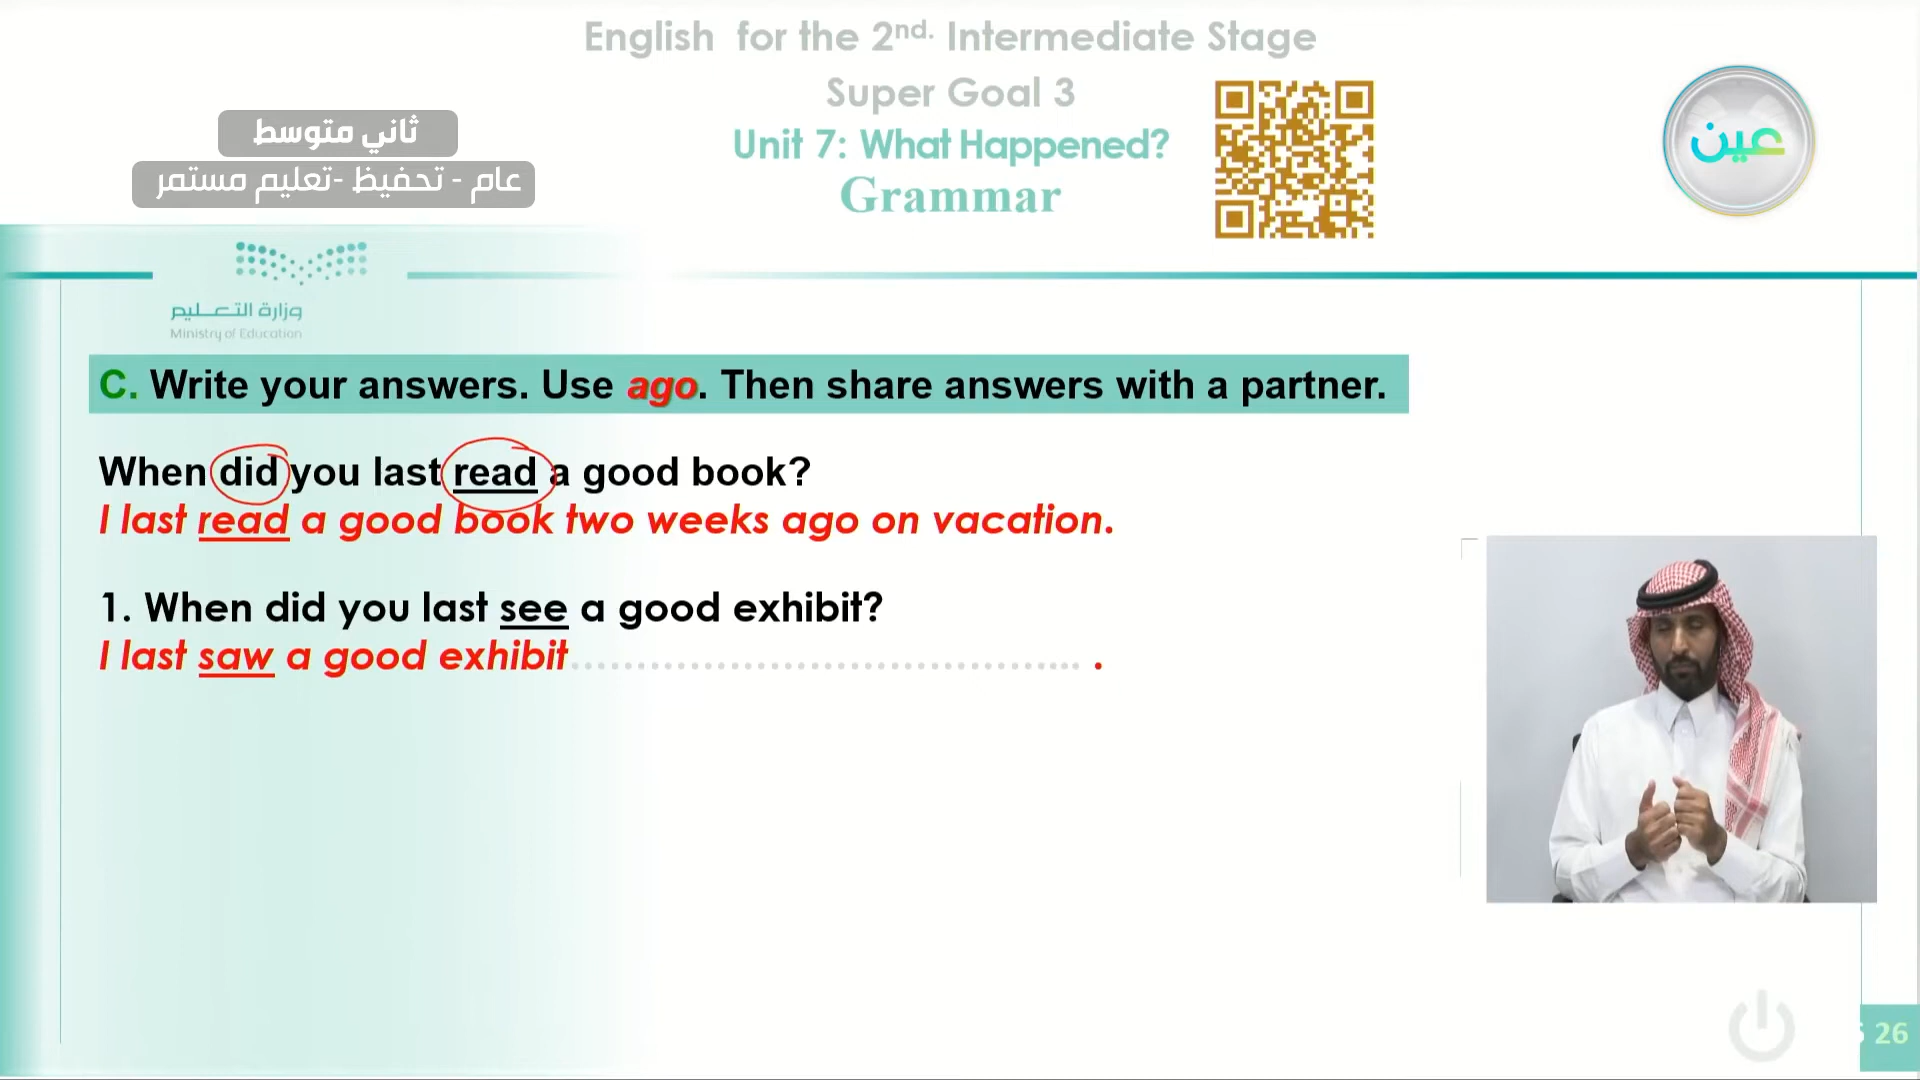 English for the 2nd. Intermediate Stage
Super Goal 3
Unit 7: What Happened?
Grammar
ثاني متوسط
عام - تحفيظ -تعليم مستمر
عين
وزارة التعليم
Ministry of Education
C. Write your answers. Use ago. Then share answers with a partner.
When did you last read a good book?
I last read a good book two weeks ago on vacation.
1. When did you last see a good exhibit?
I last saw a good exhibit....................................... .
26